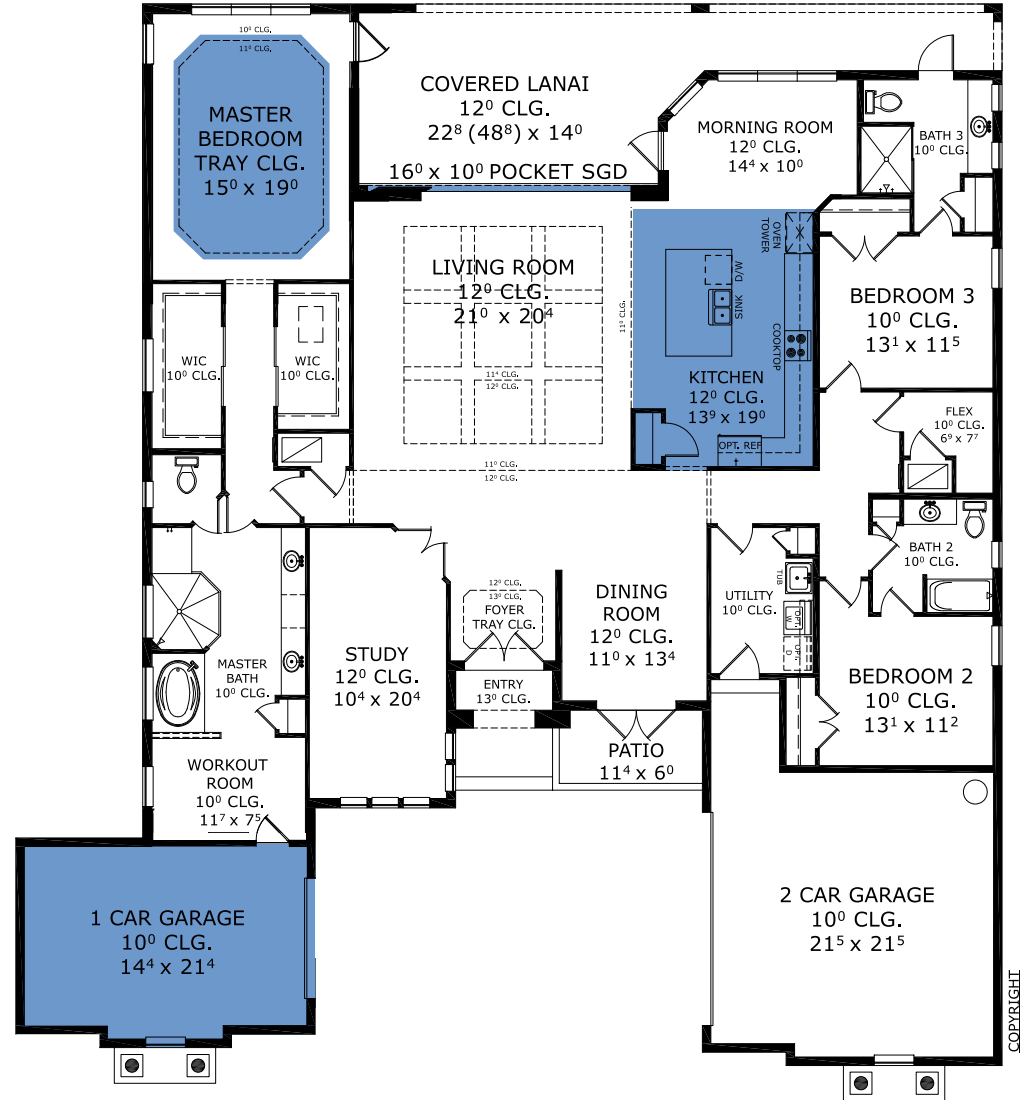 10⁰ CLG.
11⁰ CLG.
MASTER
BEDROOM
TRAY CLG.
15⁰ x 19⁰
COVERED LANAI
12⁰ CLG.
22⁸ (48⁸) x 14⁰
16⁰ x 10⁰ POCKET SGD
MORNING ROOM
12⁰ CLG.
14⁴ x 10⁰
BATH 3
10⁰ CLG.
LIVING ROOM
12⁰ CLG.
21⁰ x 20⁴
11⁴ CLG.
12⁰ CLG.
11⁰ CLG.
OVEN
TOWER
D/W
SINK
COOKTOP
KITCHEN
12⁰ CLG.
13⁹ x 19⁰
OPT. REF
BEDROOM 3
10⁰ CLG.
13¹ x 11⁵
WIC
10⁰ CLG.
WIC
10⁰ CLG.
FLEX
10⁰ CLG.
6⁹ x 7⁷
11⁰ CLG.
12⁰ CLG.
BATH 2
10⁰ CLG.
12⁰ CLG.
13⁰ CLG.
FOYER
TRAY CLG.
DINING
ROOM
12⁰ CLG.
11⁰ x 13⁴
UTILITY
10⁰ CLG.
TUB
OPT.
W
OPT.
D
STUDY
12⁰ CLG.
10⁴ x 20⁴
MASTER
BATH
10⁰ CLG.
ENTRY
13⁰ CLG.
BEDROOM 2
10⁰ CLG.
13¹ x 11²
PATIO
11⁴ x 6⁰
WORKOUT
ROOM
10⁰ CLG.
11⁷ x 7⁵
1 CAR GARAGE
10⁰ CLG.
14⁴ x 21⁴
2 CAR GARAGE
10⁰ CLG.
21⁵ x 21⁵
COPYRIGHT